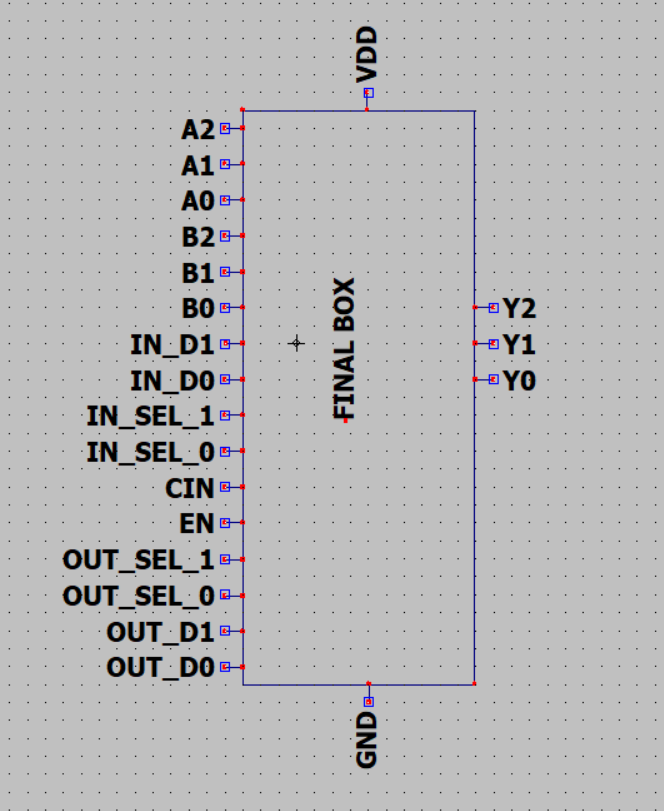 VDD
A2
A1
A0
B2
B1
B0
IN_D1
IN_D0
IN_SEL_1
IN_SEL_0
CIN
EN
OUT_SEL_1
OUT_SEL_0
OUT_D1
OUT_D0
FINAL BOX
Y2
Y1
Y0
GND